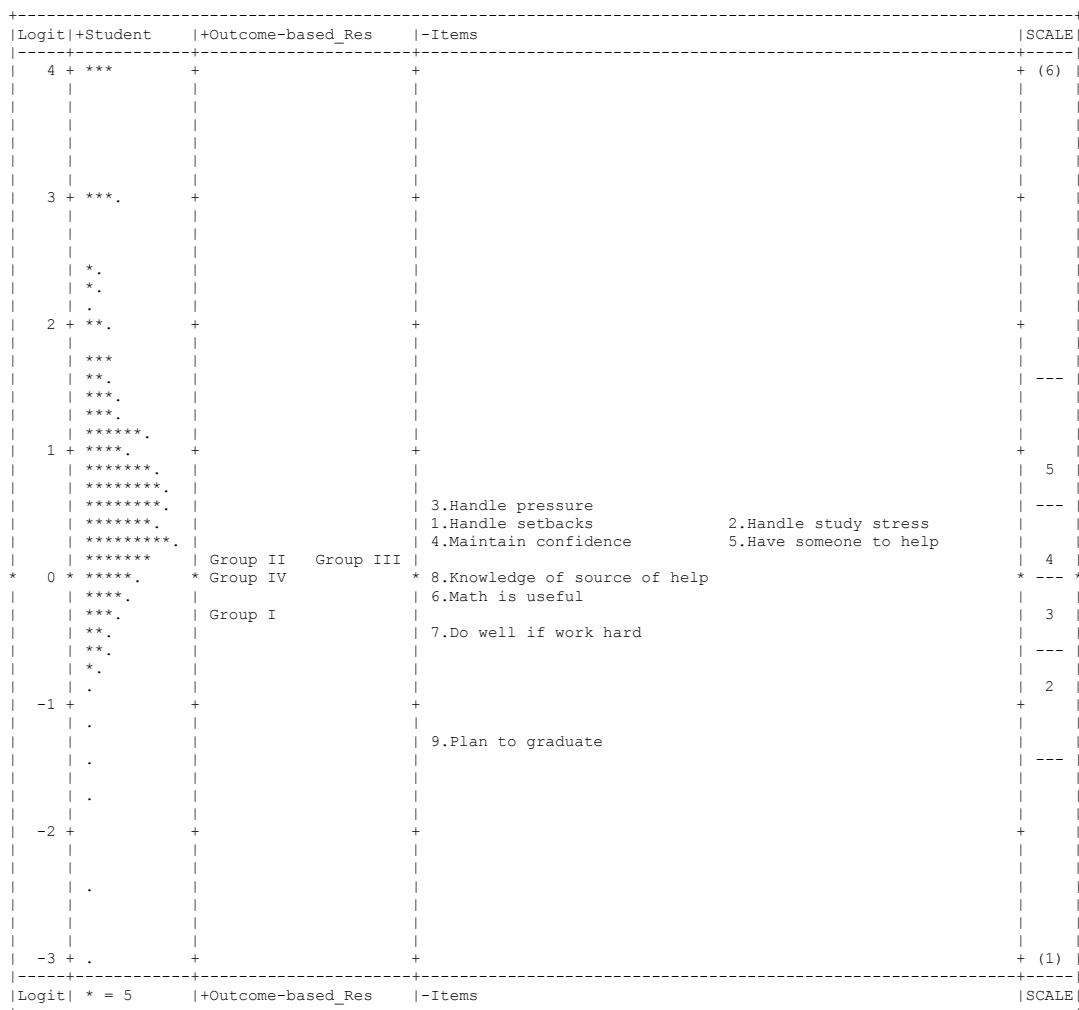 |Logit|+Student |+Outcome-based_Res |-Items |SCALE|
| 4 + *** + + + (6) |
| 3 + ***. + + + |
| | *. | | | |
| | *. | | | |
| | . | | | |
| 2 + **. + + + |
| | *** | | | |
| | **. | | | --- |
| | ***. | | | |
| | ***. | | | |
| | ******. | | | |
| 1 + ****. + + + |
| | *******. | | | 5 |
| | ********. | | | |
| | ********. | | 3.Handle pressure | --- |
| | *******. | | 1.Handle setbacks 2.Handle study stress | |
| | *********. | | 4.Maintain confidence 5.Have someone to help | |
| | ******* | Group II Group III | | 4 |
* 0 * *****. * Group IV * 8.Knowledge of source of help * --- *
| | ****. | | 6.Math is useful | |
| | ***. | Group I | | 3 |
| | **. | | 7.Do well if work hard | |
| | **. | | | --- |
| | *. | | | |
| | . | | | 2 |
| -1 + + + + |
| | . | | | |
| | | | 9.Plan to graduate | |
| | . | | | --- |
| | . | | | |
| -2 + + + + |
| | . | | | |
| -3 + . + + + (1) |
|Logit| * = 5 |+Outcome-based_Res |-Items |SCALE|